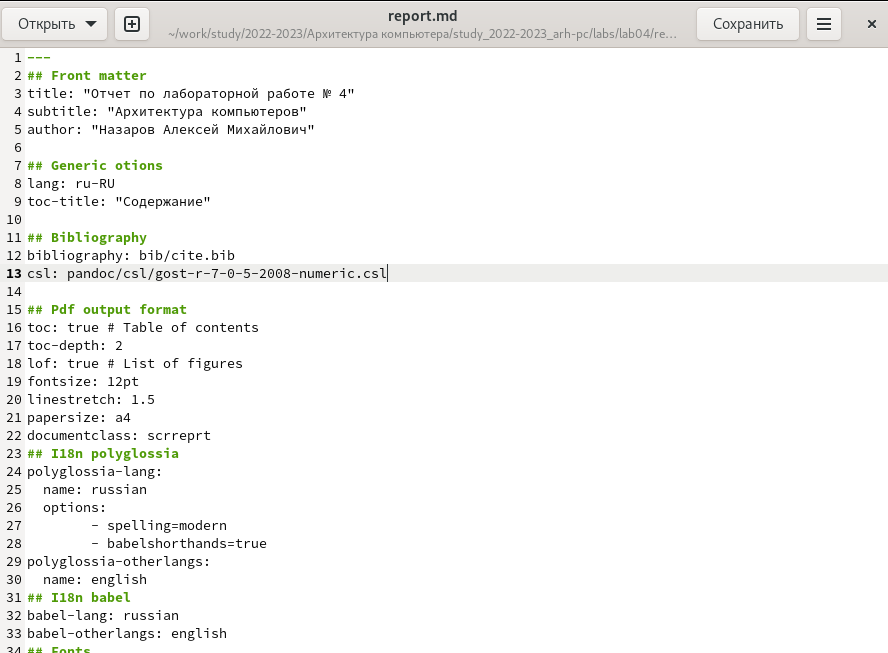 Открыть
report.md
~/work/study/2022-2023/Архитектура компьютера/study_2022-2023_arh-pc/labs/lab04/re…
Сохранить
1 ---
2 ## Front matter
3 title: "Отчет по лабораторной работе № 4"
4 subtitle: "Архитектура компьютеров"
5 author: "Назаров Алексей Михайлович"
6
7 ## Generic otions
8 lang: ru-RU
9 toc-title: "Содержание"
10
11 ## Bibliography
12 bibliography: bib/cite.bib
13 csl: pandoc/csl/gost-r-7-0-5-2008-numeric.csl
14
15 ## Pdf output format
16 toc: true # Table of contents
17 toc-depth: 2
18 lof: true # List of figures
19 fontsize: 12pt
20 linestretch: 1.5
21 papersize: a4
22 documentclass: scrreprt
23 ## I18n polyglossia
24 polyglossia-lang:
25   name: russian
26   options:
27         - spelling=modern
28         - babelshorthands=true
29 polyglossia-otherlangs:
30   name: english
31 ## I18n babel
32 babel-lang: russian
33 babel-otherlangs: english
34 ## Fonts